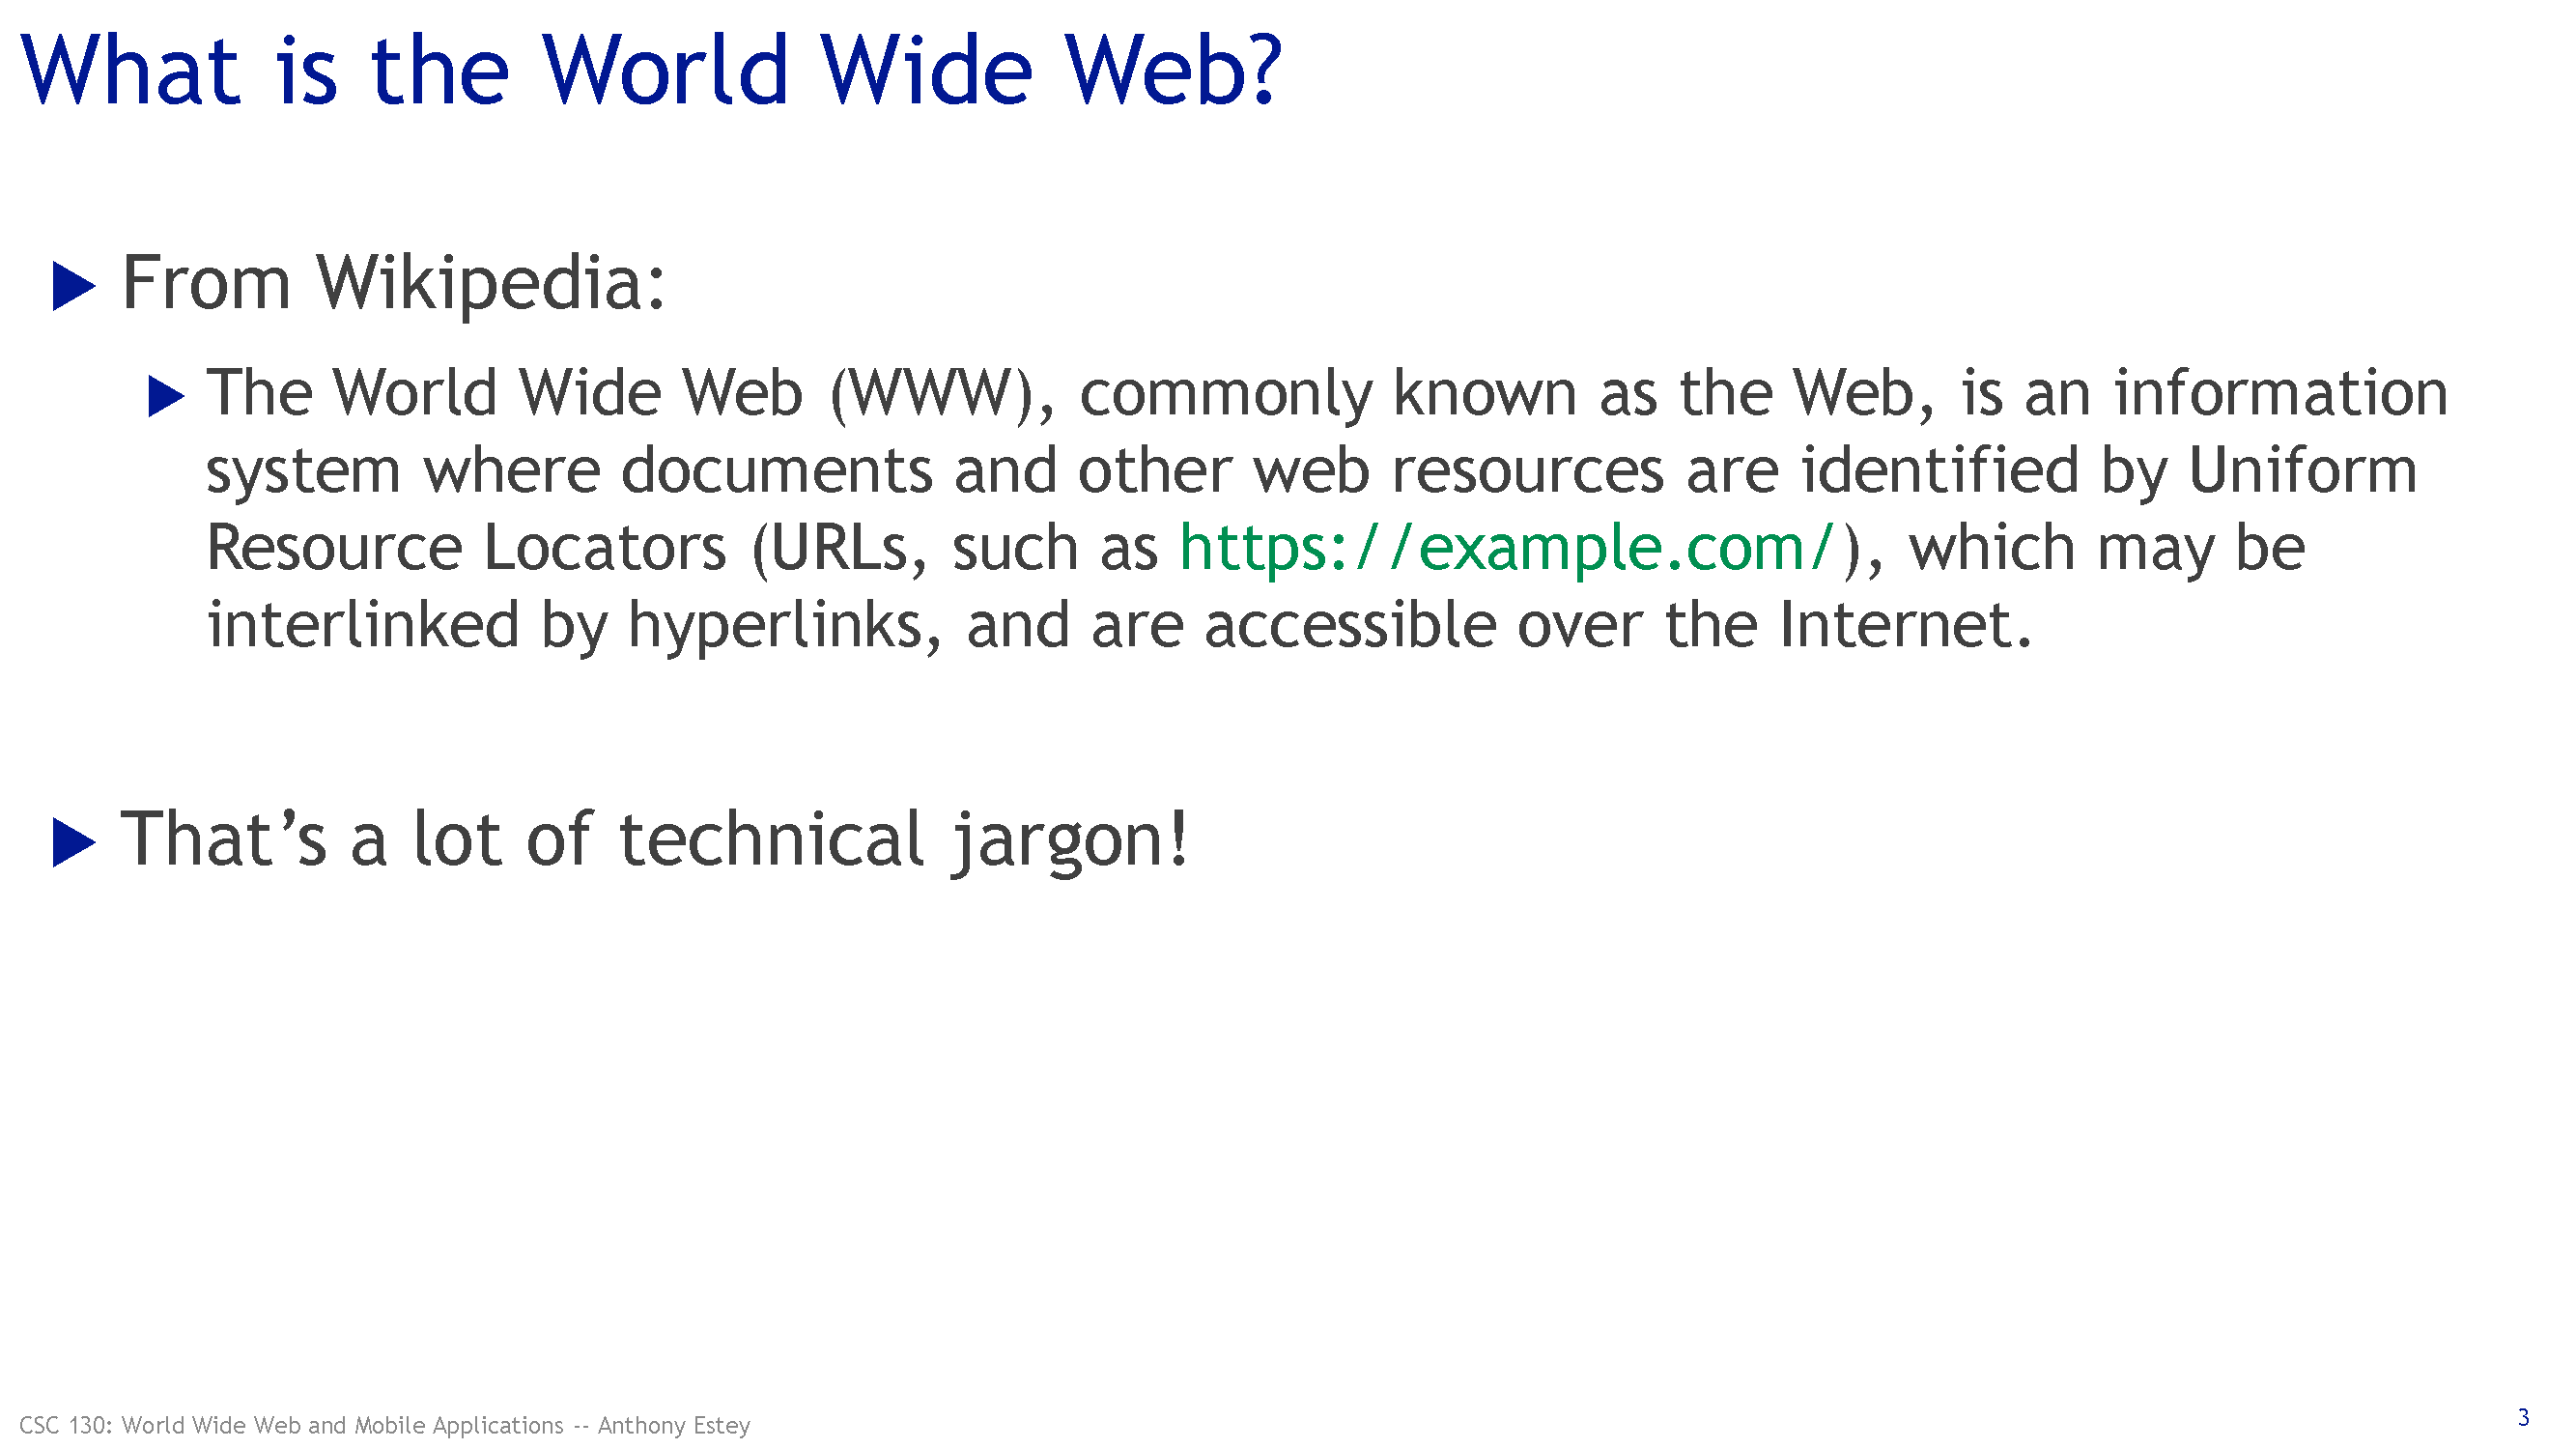 What is the World Wide Web?
From Wikipedia:
The World Wide Web (WWW), commonly known as the Web, is an information
system where documents and other web resources are identified by Uniform
Resource Locators (URLs, such as https://example.com/), which may be
interlinked by hyperlinks, and are accessible over the Internet.
That’s a lot of technical jargon!
CSC 130: World Wide Web and Mobile Applications -- Anthony Estey
3